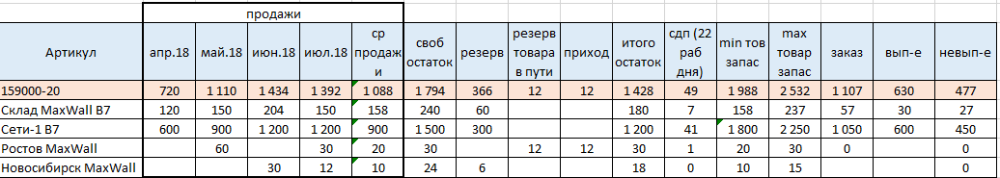 продажи
Артикул апр.18 май.18 июн.18 июл.18 ср продажи своб остаток резерв резерв товара в пути приход итого остаток сдп (22 раб дня) min тов запас max товар запас заказ вып-е невып-е
159000-20 720 1 110 1 434 1 392 1 088 1 794 366 12 12 1 428 49 1 988 2 532 1 107 630 477
Склад MaxWall B7 120 150 204 150 158 240 60 180 7 158 237 57 30 27
Сети-1 B7 600 900 1 200 1 200 900 1 500 300 1 200 41 1 800 2 250 1 050 600 450
Ростов MaxWall 60 30 20 30 12 12 30 1 20 30 0 0
Новосибирск MaxWall 30 12 10 24 6 18 0 10 15 0